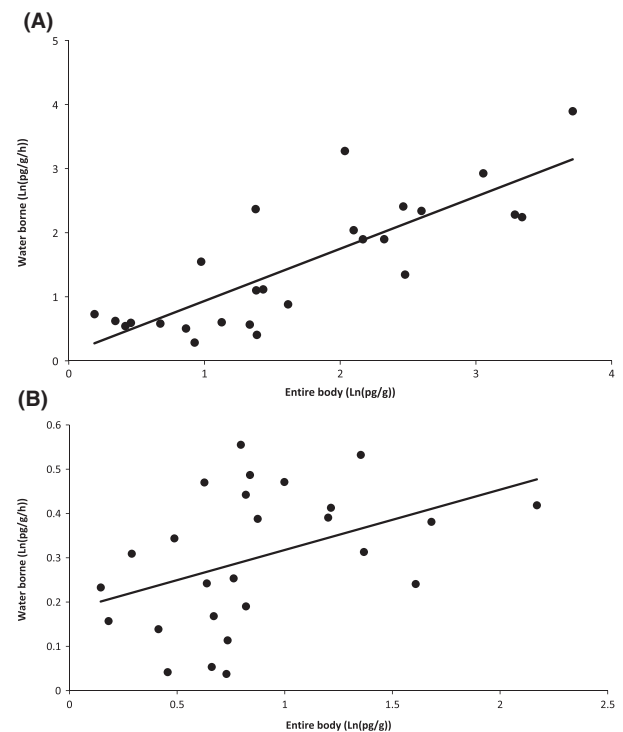 (A)
5
4
3
2
1
0
Water borne (Ln(pg/g/h))
0 1 2 3 4
Entire body (Ln(pg/g))
(B)
0.6
0.5
0.4
0.3
0.2
0.1
0
Water borne (Ln(pg/g/h))
0 0.5 1 1.5 2 2.5
Entire body (Ln(pg/g))